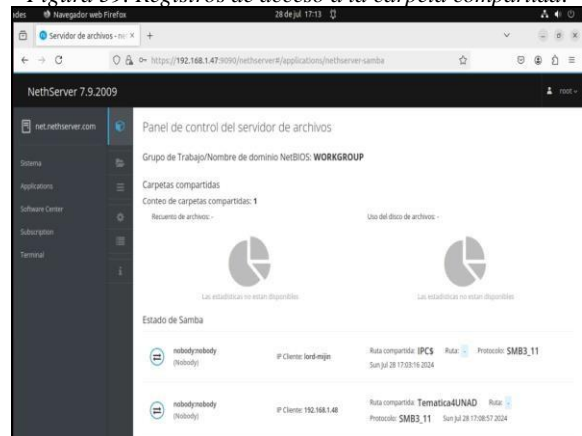 Figura 39. Registros de acceso a la carpeta compartida.
des Navegador web Firefox 28 de jul 17:13
Servidor de archivos - ne
https://192.168.1.47:9090/nethserver#/applications/nethserver-samba
NethServer 7.9.2009 root
net.nethserver.com
Sistema
Applications
Software Center
Subscription
Terminal
Panel de control del servidor de archivos
Grupo de Trabajo/Nombre de dominio NetBIOS: WORKGROUP
Carpetas compartidas
Conteo de carpetas compartidas: 1
Recuento de archivos: - Uso del disco de archivos: -
Las estadísticas no estan disponibles Las estadísticas no estan disponibles
Estado de Samba
nobody:nobody IP Cliente: lord-mijin Ruta compartida: IPC$ Ruta: - Protocolo: SMB3_11
(Nobody) Sun Jul 28 17:03:16 2024
nobody:nobody IP Cliente: 192.168.1.48 Ruta compartida: Tematica4UNAD Ruta: -
(Nobody) Protocolo: SMB3_11 Sun Jul 28 17:08:57 2024